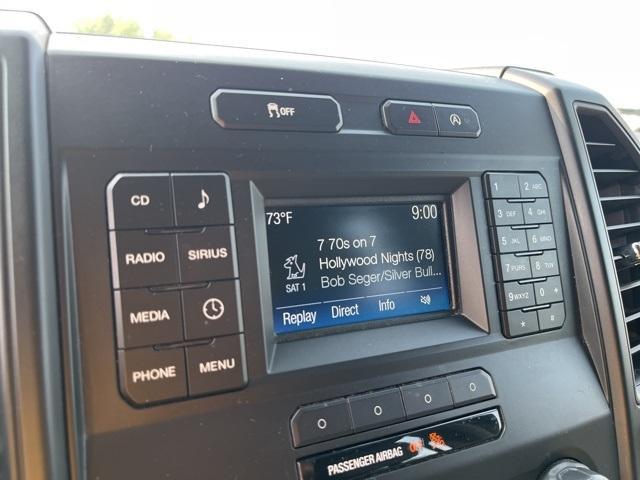 OFF
A
CD
RADIO
SIRIUS
MEDIA
PHONE
MENU
73°F
9:00
7 70s on 7
Hollywood Nights (78)
Bob Seger/Silver Bull...
SAT 1
Replay
Direct
Info
1
2 ABC
3 DEF
4 GHI
5 JKL
6 MNO
7 PQRS
8 TUV
9 WXYZ
0 +
* #
O O O O
PASSENGER AIRBAG